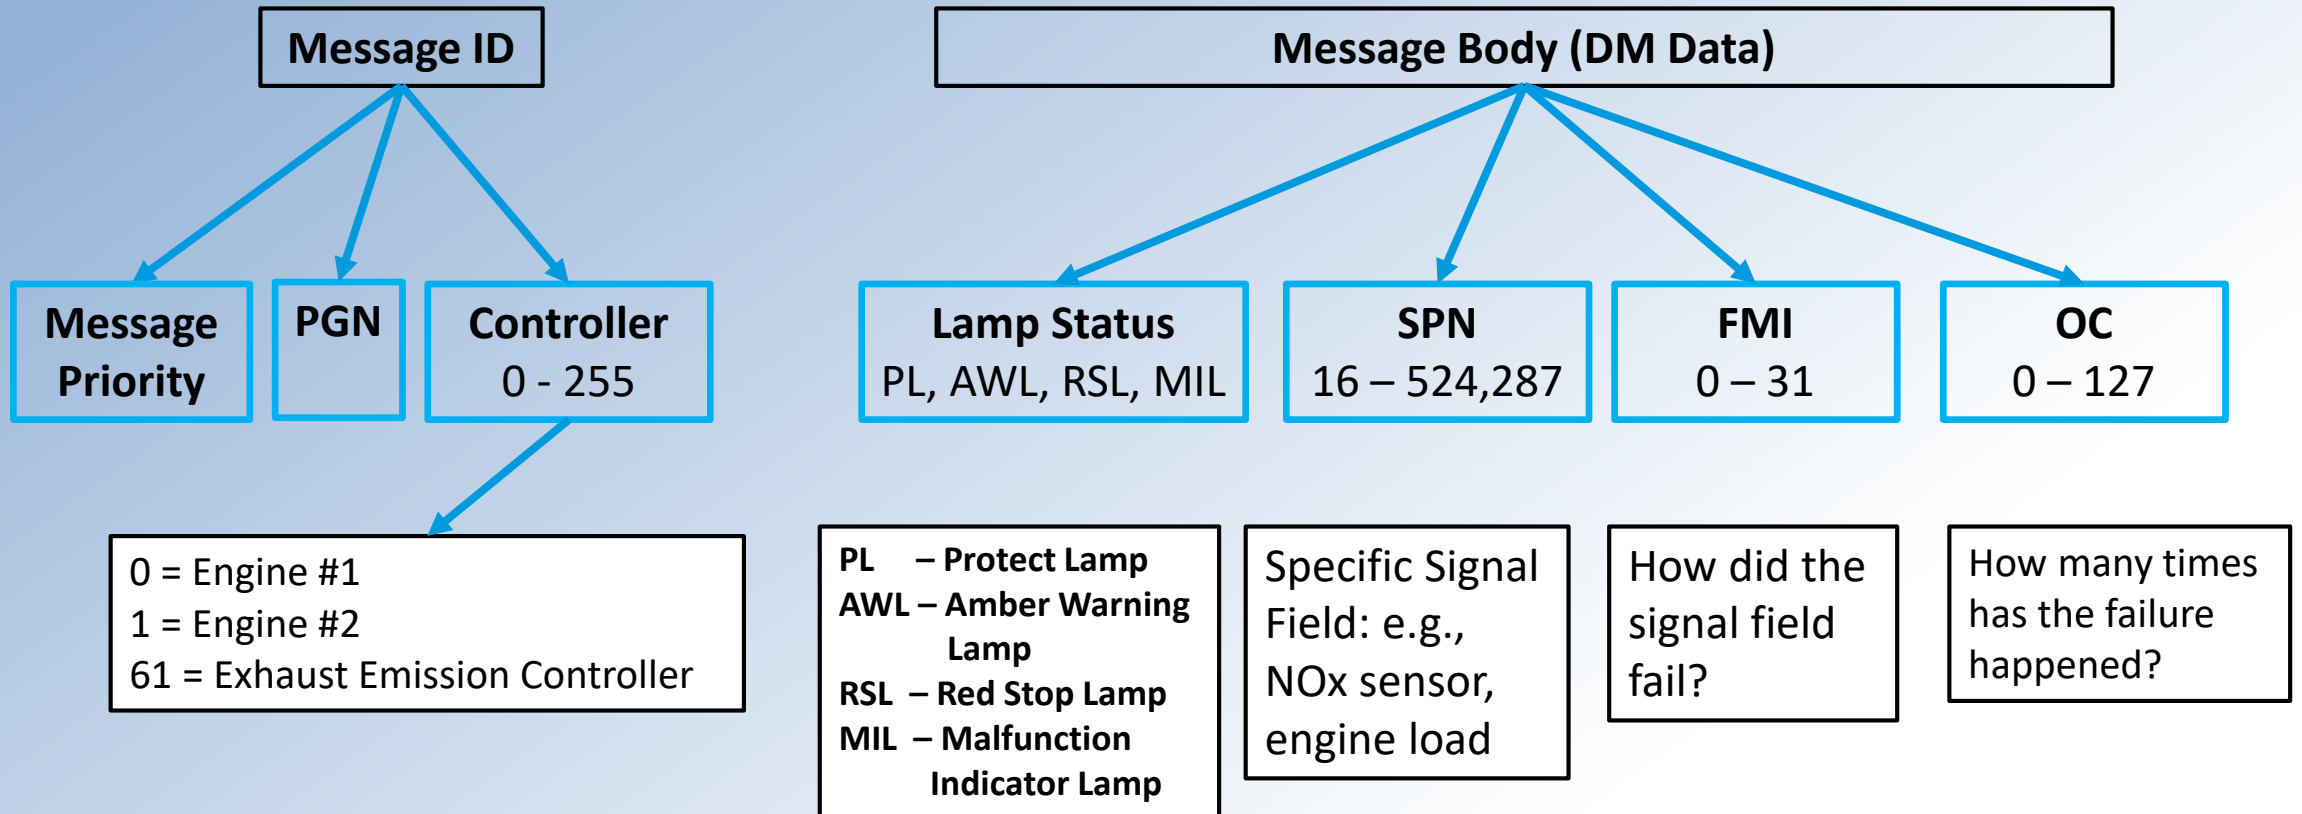 Message ID
Message Body (DM Data)
Message
Priority
PGN
Controller
0 - 255
Lamp Status
PL, AWL, RSL, MIL
SPN
16 – 524,287
FMI
0 – 31
OC
0 – 127
0 = Engine #1
1 = Engine #2
61 = Exhaust Emission Controller
PL – Protect Lamp
AWL – Amber Warning
Lamp
RSL – Red Stop Lamp
MIL – Malfunction
Indicator Lamp
Specific Signal
Field: e.g.,
NOx sensor,
engine load
How did the
signal field
fail?
How many times
has the failure
happened?